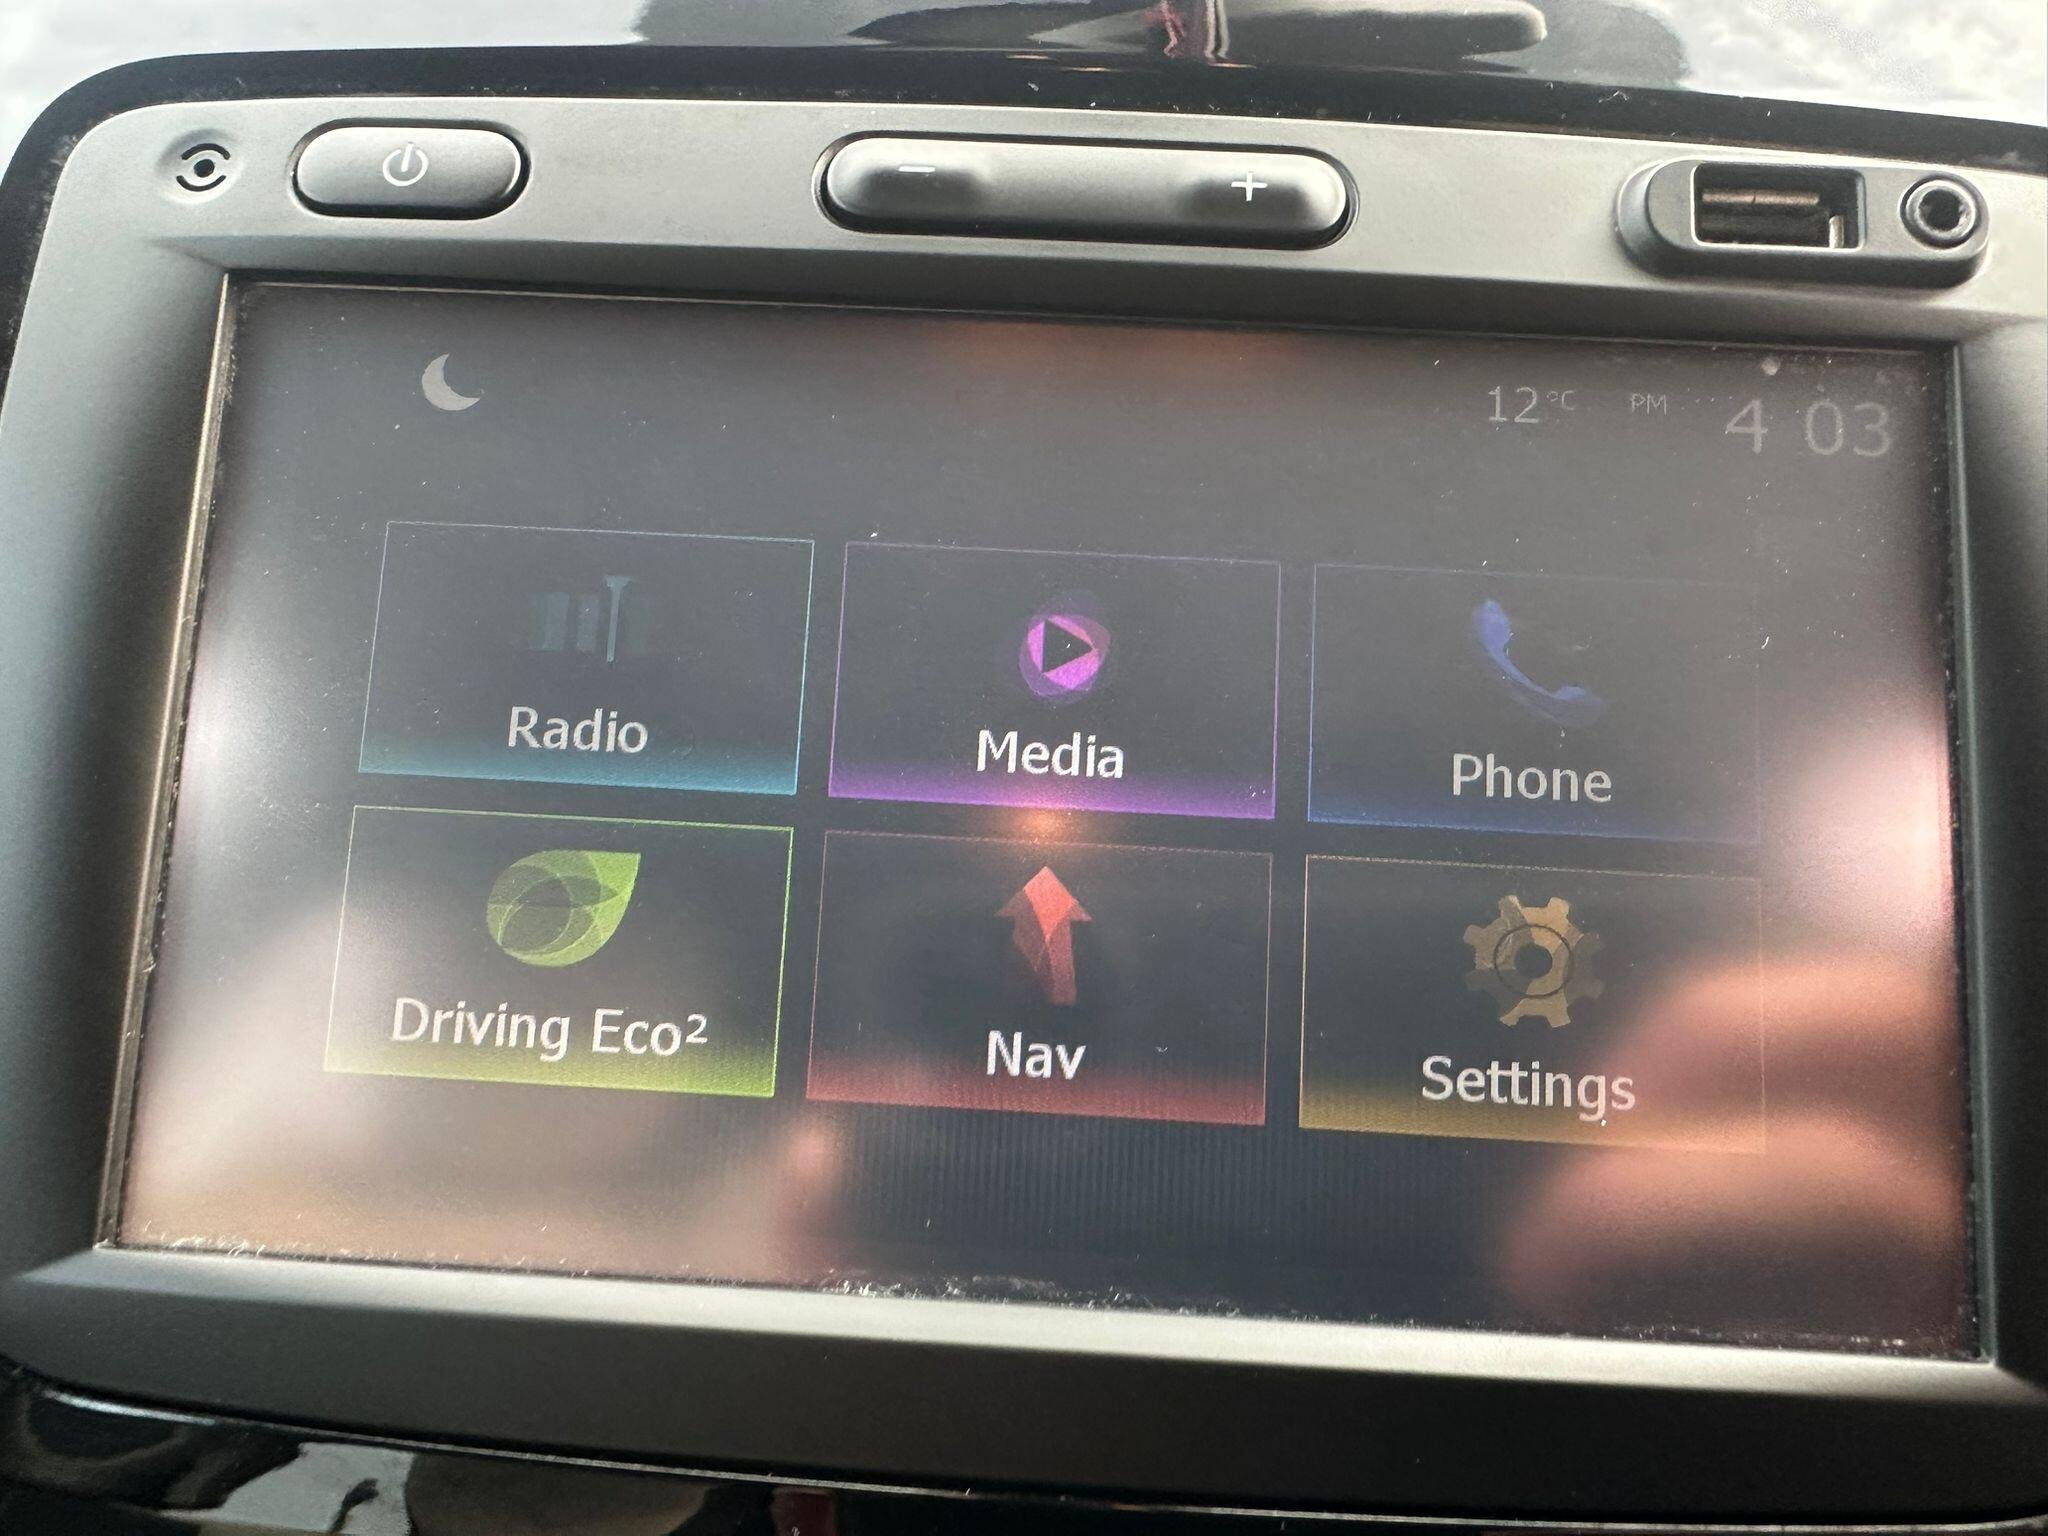 12°C PM 4 03
Radio
Media
Phone
Driving Eco²
Nav
Settings